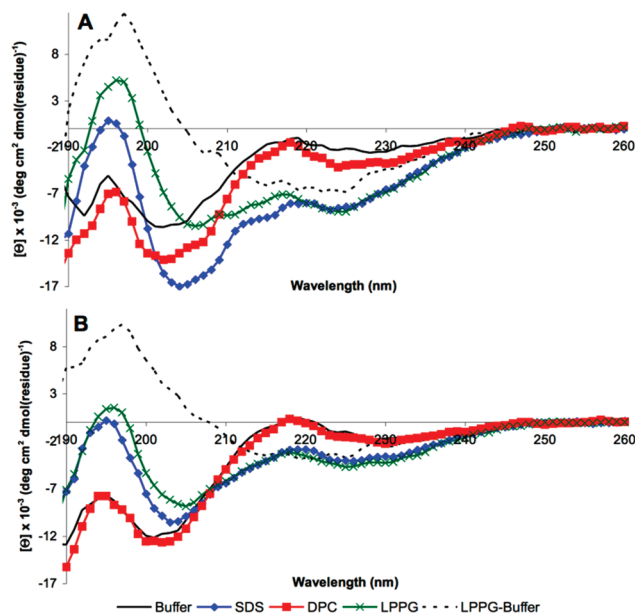 A
[Θ] x 10⁻³ (deg cm² dmol(residue)⁻¹)
8
3
-2
-7
-12
-17
190 200 210 220 230 240 250 260
Wavelength (nm)
B
[Θ] x 10⁻³ (deg cm² dmol(residue)⁻¹)
8
3
-2
-7
-12
-17
190 200 210 220 230 240 250 260
Wavelength (nm)
Buffer SDS DPC LPPG LPPG-Buffer